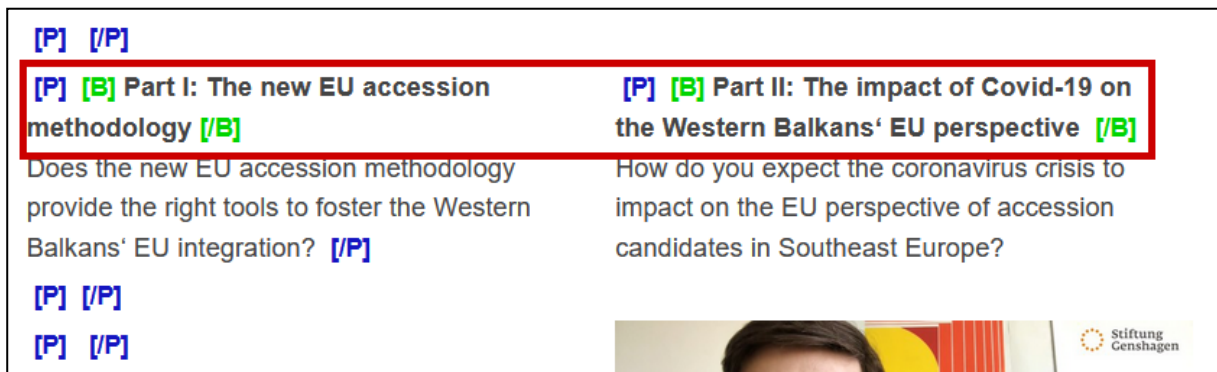 [P] [/P]
[P] [B] Part I: The new EU accession
methodology [/B]
Does the new EU accession methodology
provide the right tools to foster the Western
Balkans‘ EU integration? [/P]
[P] [/P]
[P] [/P]
[P] [B] Part II: The impact of Covid-19 on
the Western Balkans‘ EU perspective [/B]
How do you expect the coronavirus crisis to
impact on the EU perspective of accession
candidates in Southeast Europe?
Stiftung
Genshagen